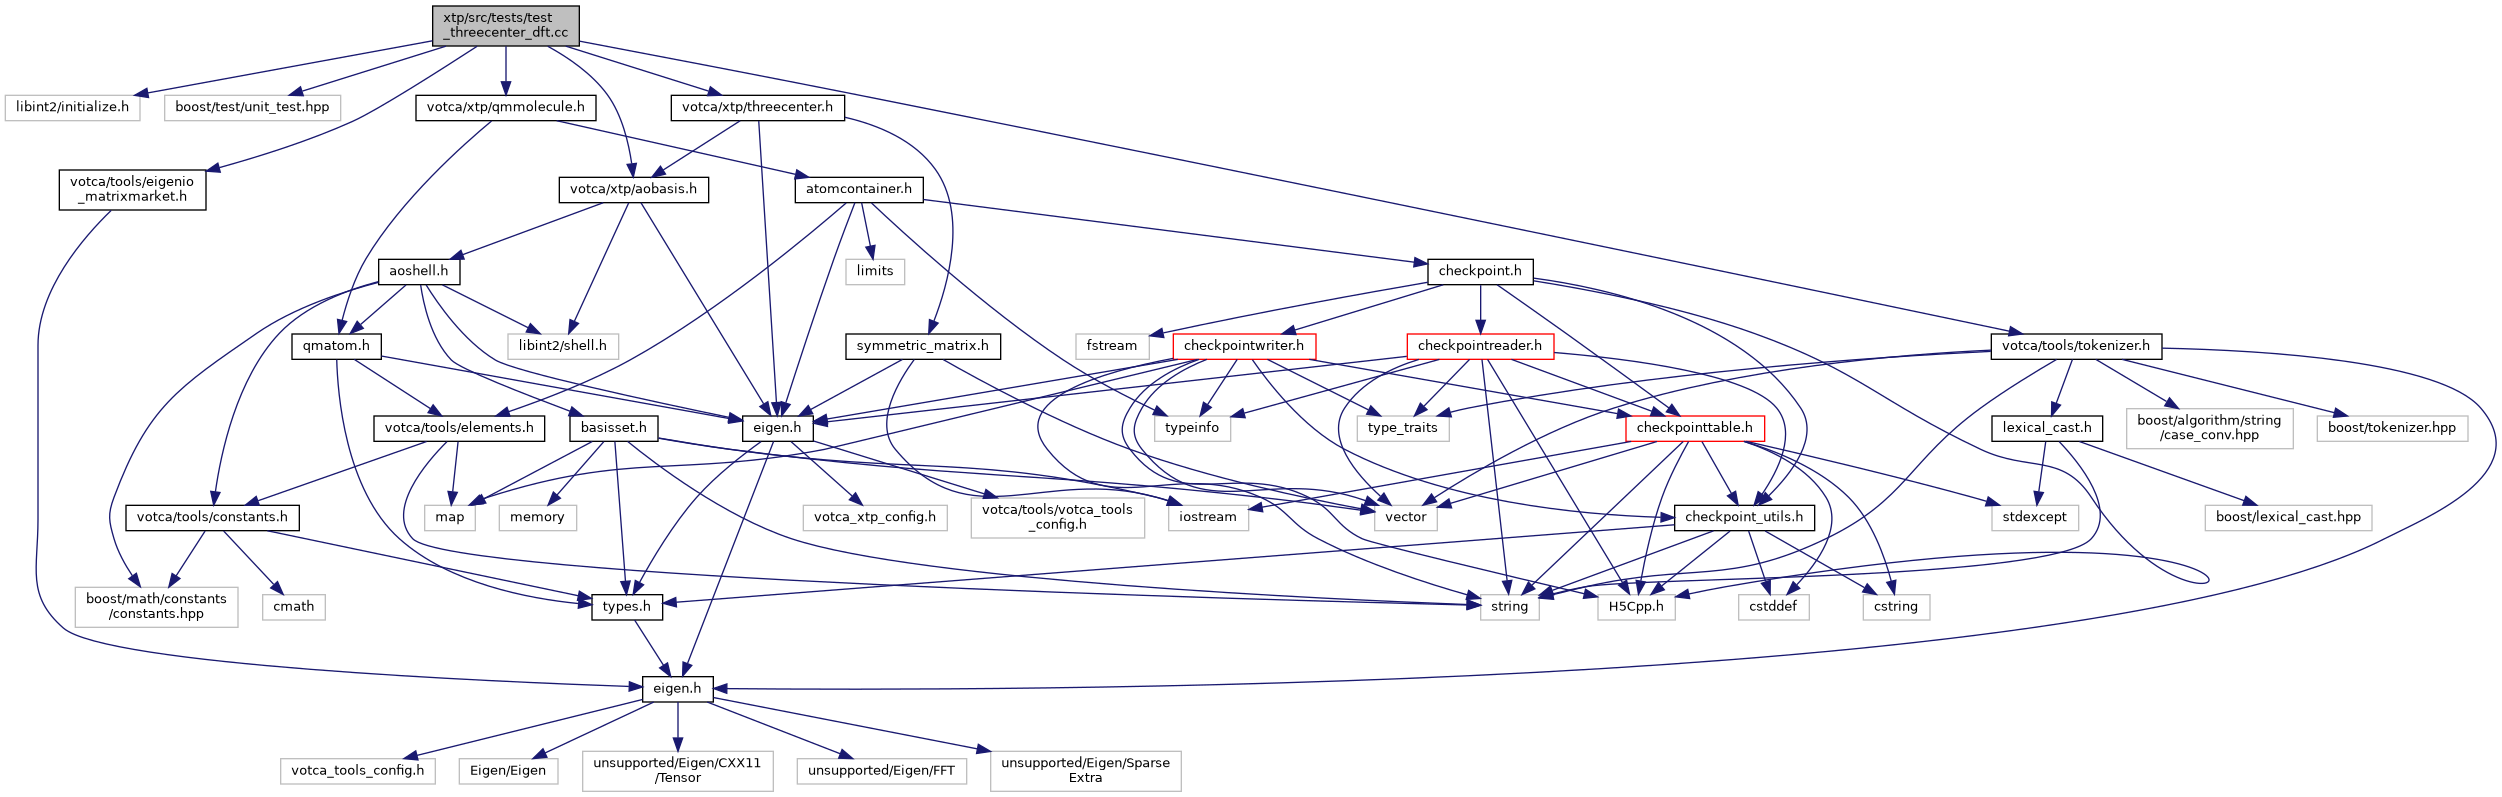 xtp/src/tests/test
_threecenter_dft.cc
libint2/initialize.h
boost/test/unit_test.hpp
votca/xtp/qmmolecule.h
votca/xtp/threecenter.h
votca/tools/eigenio
_matrixmarket.h
votca/xtp/aobasis.h
atomcontainer.h
aoshell.h
limits
checkpoint.h
qmatom.h
libint2/shell.h
symmetric_matrix.h
fstream
checkpointwriter.h
checkpointreader.h
votca/tools/tokenizer.h
votca/tools/elements.h
basisset.h
eigen.h
typeinfo
type_traits
checkpointtable.h
lexical_cast.h
boost/algorithm/string
/case_conv.hpp
boost/tokenizer.hpp
votca/tools/constants.h
map
memory
votca_xtp_config.h
votca/tools/votca_tools
_config.h
iostream
vector
checkpoint_utils.h
stdexcept
boost/lexical_cast.hpp
boost/math/constants
/constants.hpp
cmath
types.h
string
H5Cpp.h
cstddef
cstring
eigen.h
votca_tools_config.h
Eigen/Eigen
unsupported/Eigen/CXX11
/Tensor
unsupported/Eigen/FFT
unsupported/Eigen/Sparse
Extra